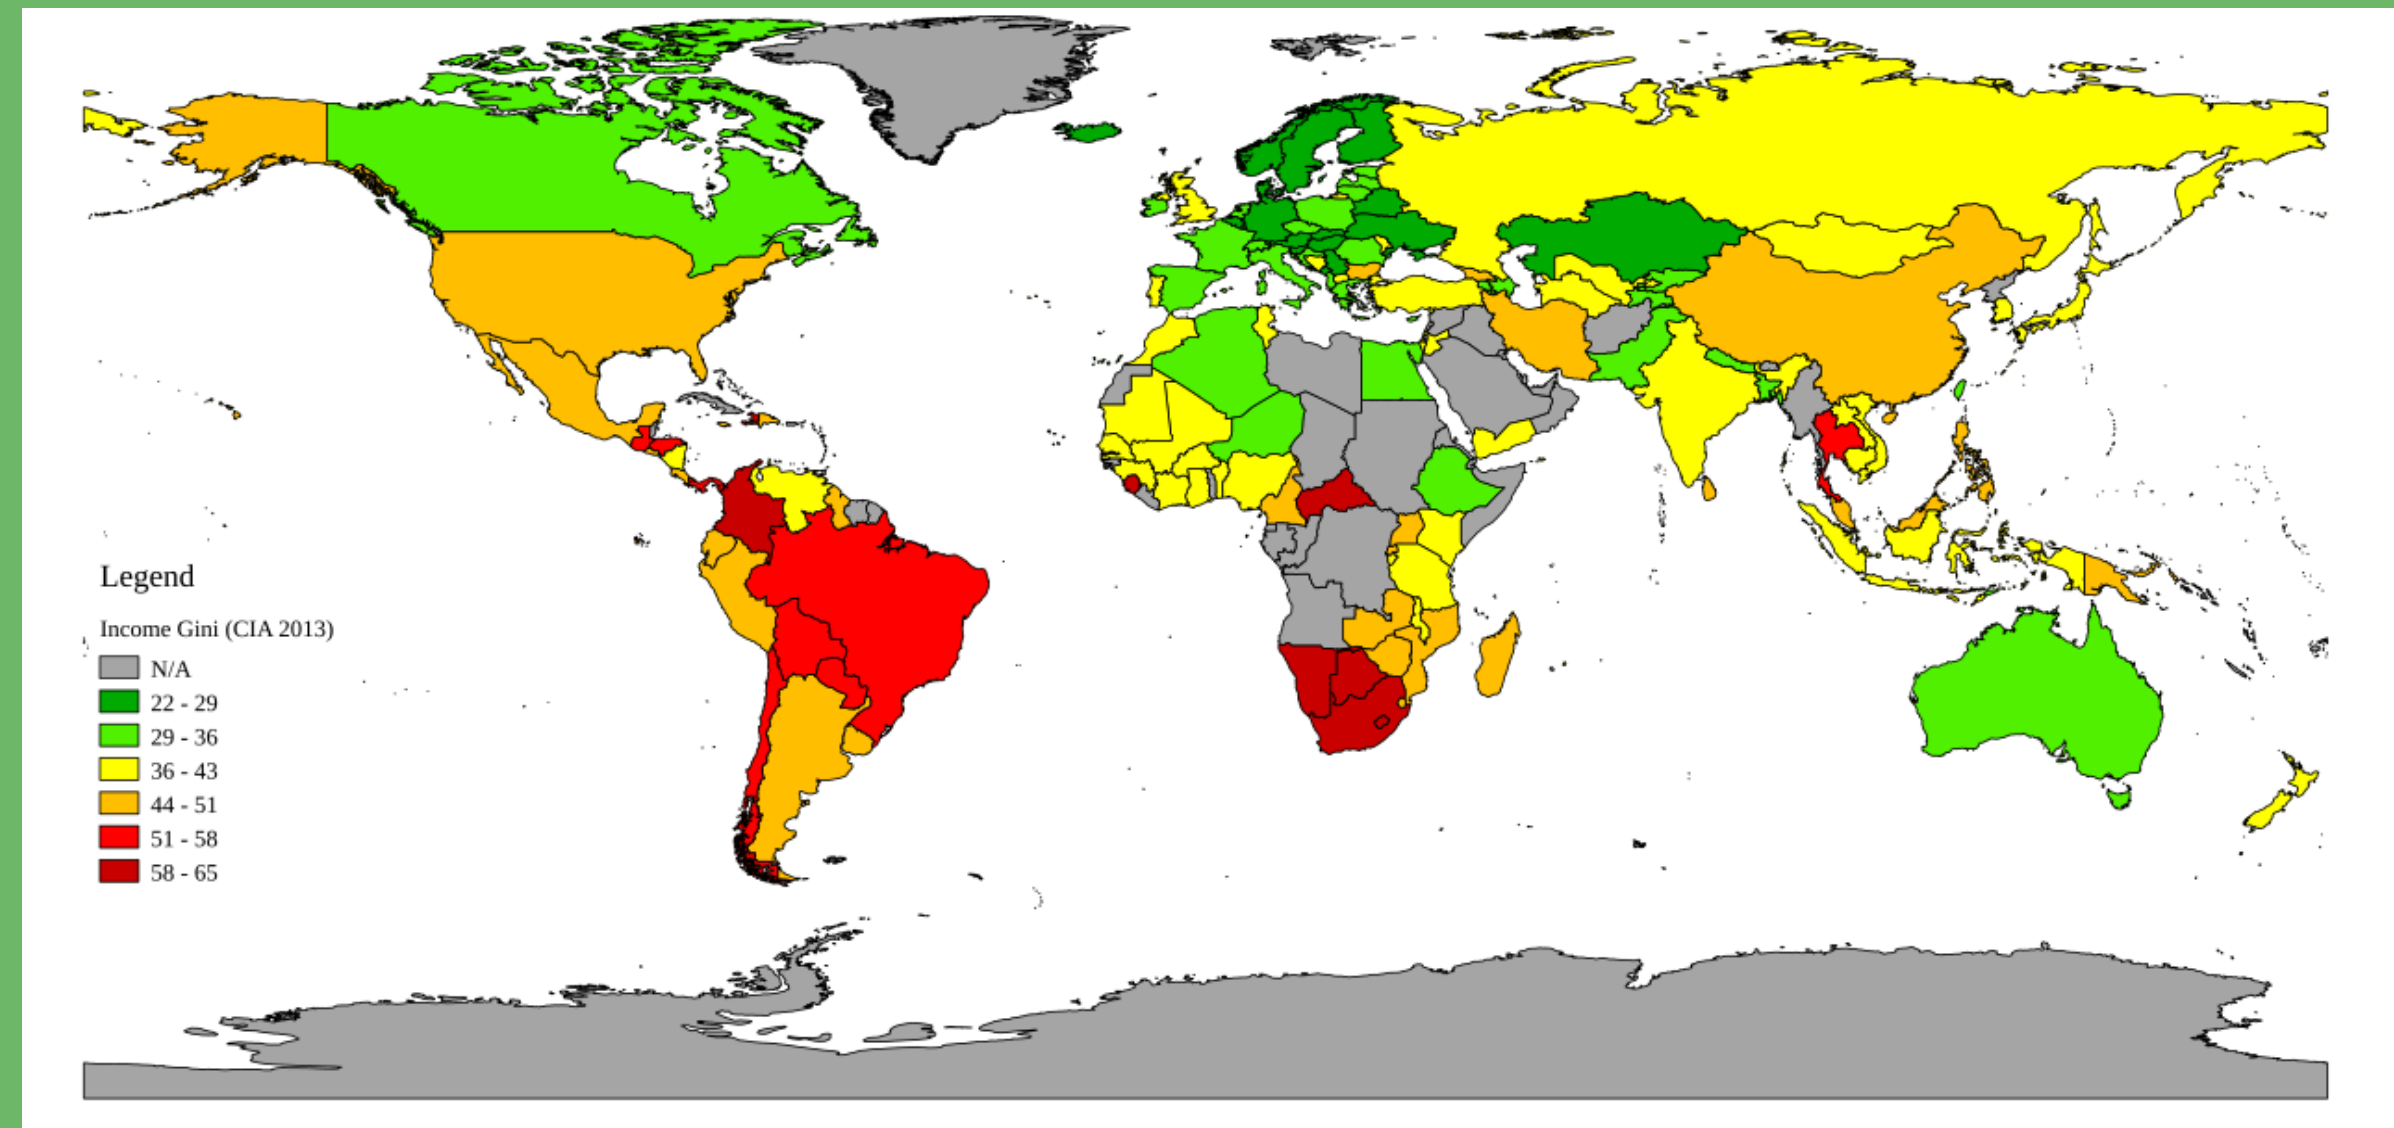 Legend
Income Gini (CIA 2013)
N/A
22 - 29
29 - 36
36 - 43
44 - 51
51 - 58
58 - 65